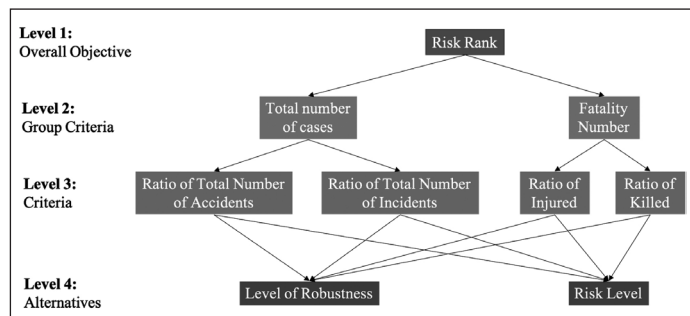 Level 1:
Overall Objective
Risk Rank
Level 2:
Group Criteria
Total number
of cases
Fatality
Number
Level 3:
Criteria
Ratio of Total Number
of Accidents
Ratio of Total Number
of Incidents
Ratio of
Injured
Ratio of
Killed
Level 4:
Alternatives
Level of Robustness
Risk Level